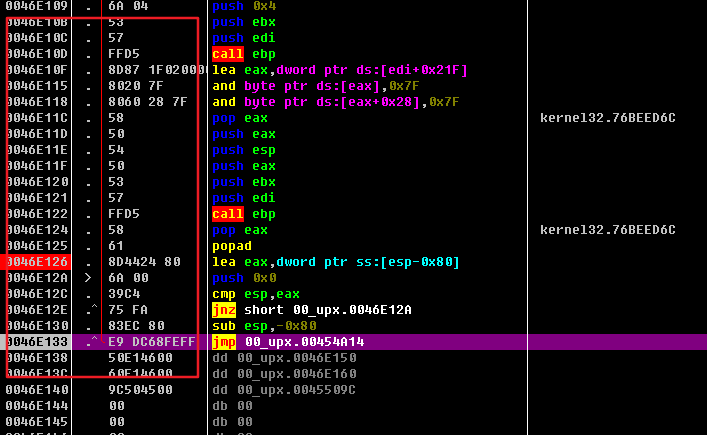 0046E109 . 6A 04 push 0x4
0046E10B . 53 push ebx
0046E10C . 57 push edi
0046E10D . FFD5 call ebp
0046E10F . 8D87 1F02000 lea eax,dword ptr ds:[edi+0x21F]
0046E115 . 8020 7F and byte ptr ds:[eax],0x7F
0046E118 . 8060 28 7F and byte ptr ds:[eax+0x28],0x7F
0046E11C . 58 pop eax kernel32.76BEED6C
0046E11D . 50 push eax
0046E11E . 54 push esp
0046E11F . 50 push eax
0046E120 . 53 push ebx
0046E121 . 57 push edi
0046E122 . FFD5 call ebp
0046E124 . 58 pop eax kernel32.76BEED6C
0046E125 . 61 popad
0046E126 . 8D4424 80 lea eax,dword ptr ss:[esp-0x80]
0046E12A > 6A 00 push 0x0
0046E12C . 39C4 cmp esp,eax
0046E12E .^ 75 FA jnz short 00_upx.0046E12A
0046E130 . 83EC 80 sub esp,-0x80
0046E133 .^ E9 DC68FEFF jmp 00_upx.00454A14
0046E138 50E14600 dd 00_upx.0046E150
0046E13C 60E14600 dd 00_upx.0046E160
0046E140 9C504500 dd 00_upx.0045509C
0046E144 00 db 00
0046E145 00 db 00